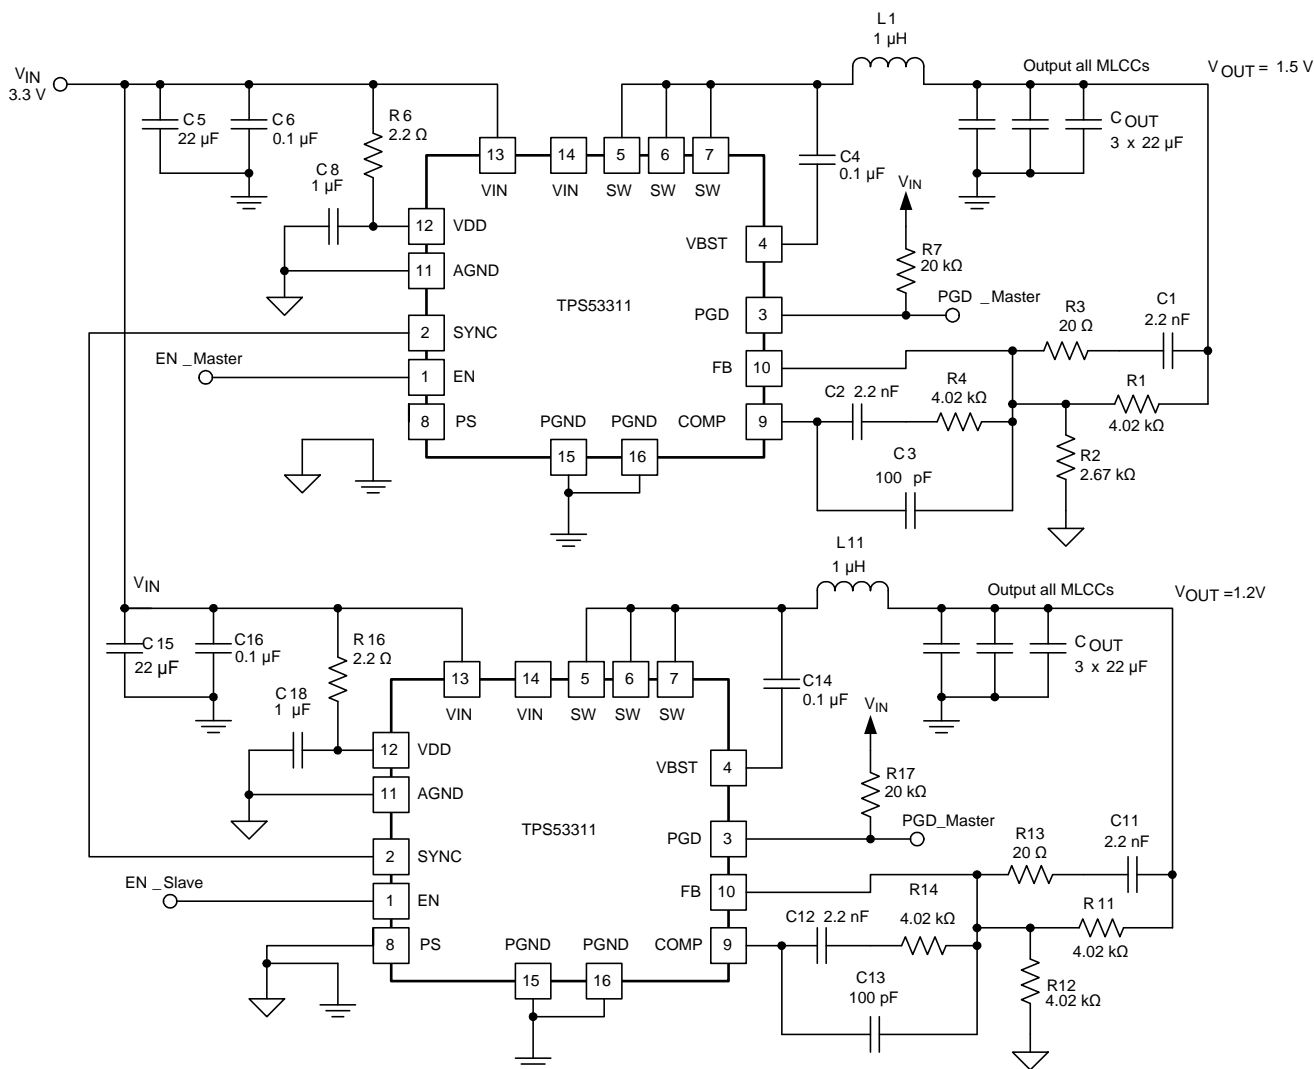 L1
1 µH
Output all MLCCs
VOUT = 1.5 V
VIN
3.3 V
C5
22 µF
C6
0.1 µF
R6
2.2 Ω
C8
1 µF
13
14
5
6
7
VIN
VIN
SW
SW
SW
C4
0.1 µF
COUT
3 x 22 µF
12
VDD
11
AGND
2
SYNC
EN _Master
1
EN
8
PS
TPS53311
VBST
4
PGD
3
FB
10
COMP
9
PGND
PGND
15
16
VIN
R7
20 kΩ
PGD _Master
R3
20 Ω
C1
2.2 nF
C2 2.2 nF
R4
4.02 kΩ
R1
4.02 kΩ
C3
100 pF
R2
2.67 kΩ
L11
1 µH
Output all MLCCs
VOUT =1.2V
VIN
C15
22 µF
C16
0.1 µF
R16
2.2 Ω
C18
1 µF
13
14
5
6
7
VIN
VIN
SW
SW
SW
C14
0.1 µF
COUT
3 x 22 µF
12
VDD
11
AGND
2
SYNC
EN _Slave
1
EN
8
PS
TPS53311
VBST
4
PGD
3
FB
10
COMP
9
PGND
PGND
15
16
VIN
R17
20 kΩ
PGD_Master
R13
20 Ω
C11
2.2 nF
C12 2.2 nF
R14
4.02 kΩ
R11
4.02 kΩ
C13
100 pF
R12
4.02 kΩ